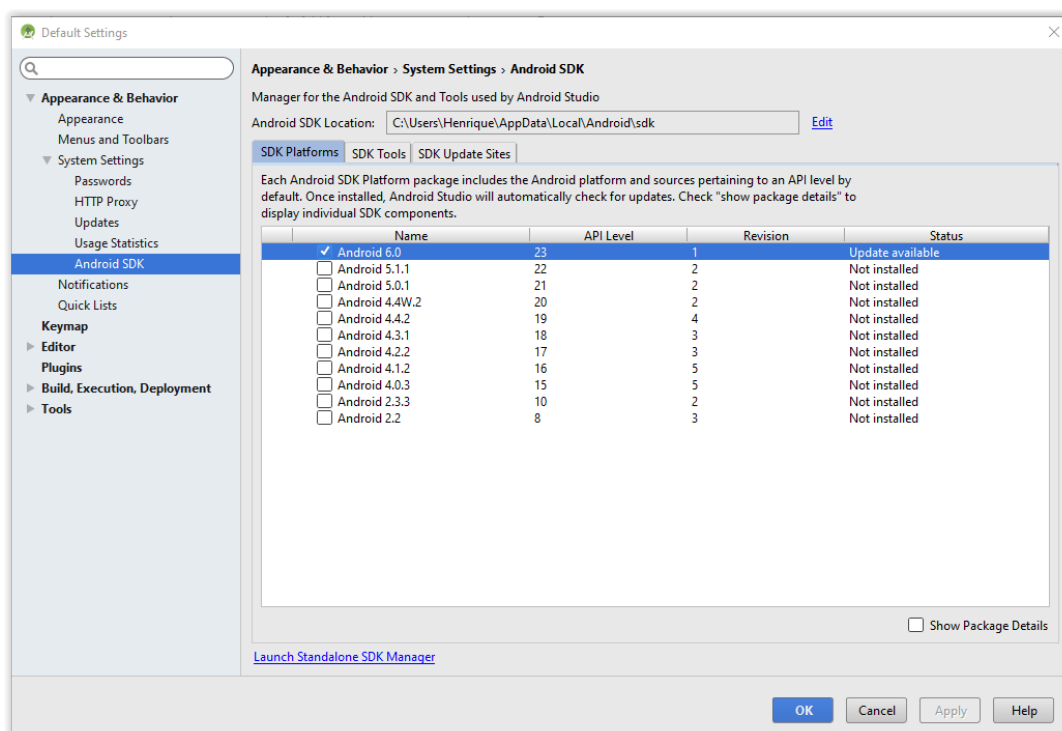 Default Settings
Appearance & Behavior
Appearance
Menus and Toolbars
System Settings
Passwords
HTTP Proxy
Updates
Usage Statistics
Android SDK
Notifications
Quick Lists
Keymap
Editor
Plugins
Build, Execution, Deployment
Tools
Appearance & Behavior › System Settings › Android SDK
Manager for the Android SDK and Tools used by Android Studio
Android SDK Location: C:\Users\Henrique\AppData\Local\Android\sdk Edit
SDK Platforms SDK Tools SDK Update Sites
Each Android SDK Platform package includes the Android platform and sources pertaining to an API level by
default. Once installed, Android Studio will automatically check for updates. Check "show package details" to
display individual SDK components.
Name API Level Revision Status
Android 6.0 23 1 Update available
Android 5.1.1 22 2 Not installed
Android 5.0.1 21 2 Not installed
Android 4.4W.2 20 2 Not installed
Android 4.4.2 19 4 Not installed
Android 4.3.1 18 3 Not installed
Android 4.2.2 17 3 Not installed
Android 4.1.2 16 5 Not installed
Android 4.0.3 15 5 Not installed
Android 2.3.3 10 2 Not installed
Android 2.2 8 3 Not installed
Show Package Details
Launch Standalone SDK Manager
OK Cancel Apply Help